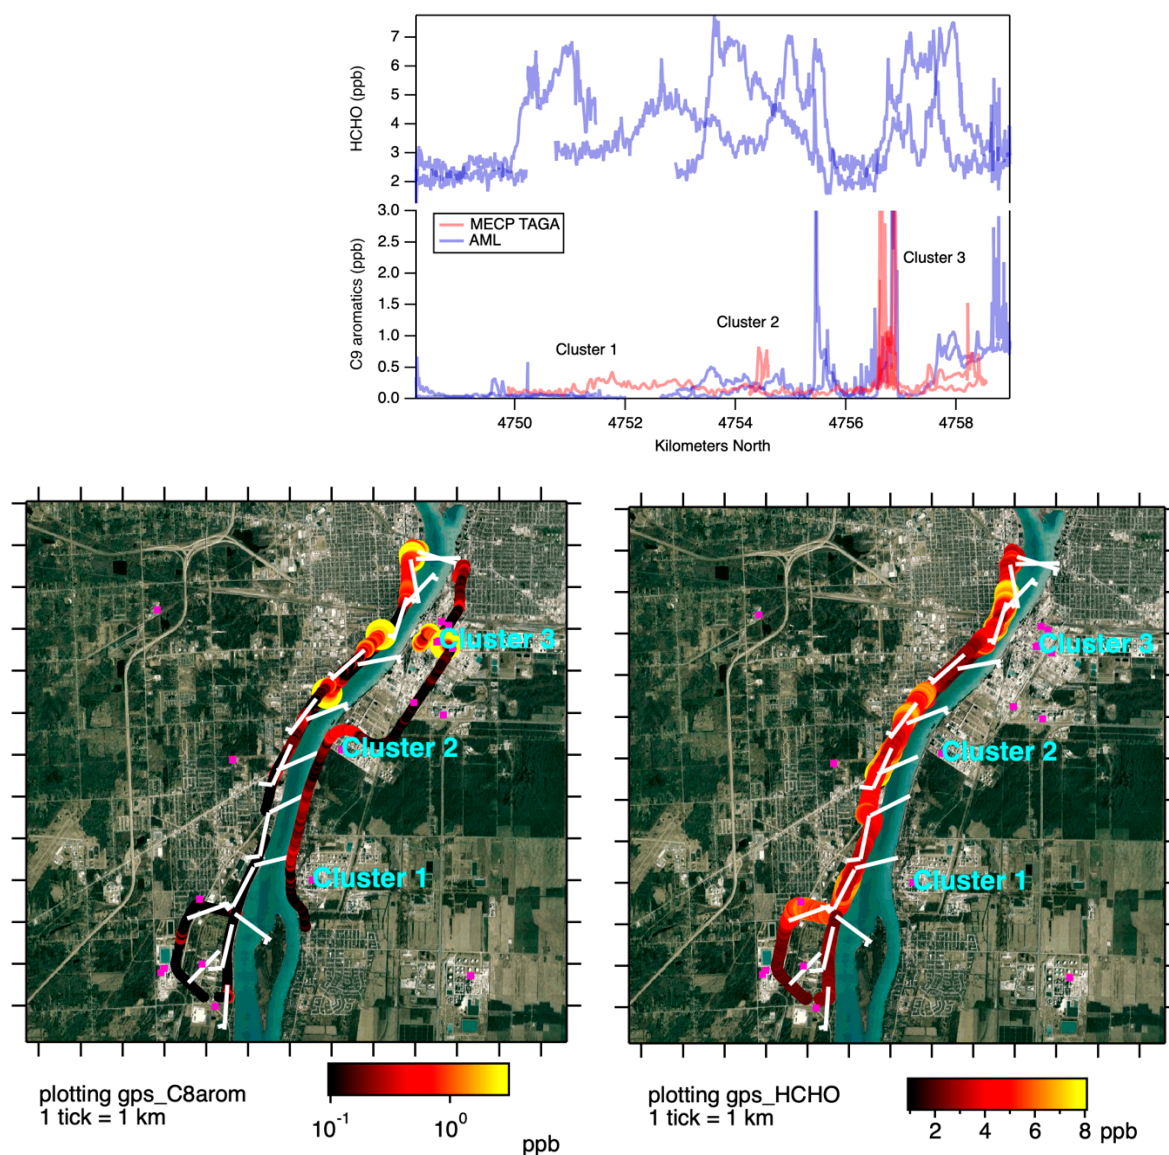 HCHO (ppb)
7
6
5
4
3
2
C9 aromatics (ppb)
3.0
2.5
2.0
1.5
1.0
0.5
0.0
MECP TAGA
AML
Cluster 1
Cluster 2
Cluster 3
4750
4752
4754
4756
4758
Kilometers North
Cluster 3
Cluster 2
Cluster 1
plotting gps_C8arom
1 tick = 1 km
10⁻¹
10⁰
ppb
Cluster 3
Cluster 2
Cluster 1
plotting gps_HCHO
1 tick = 1 km
2
4
6
8
ppb